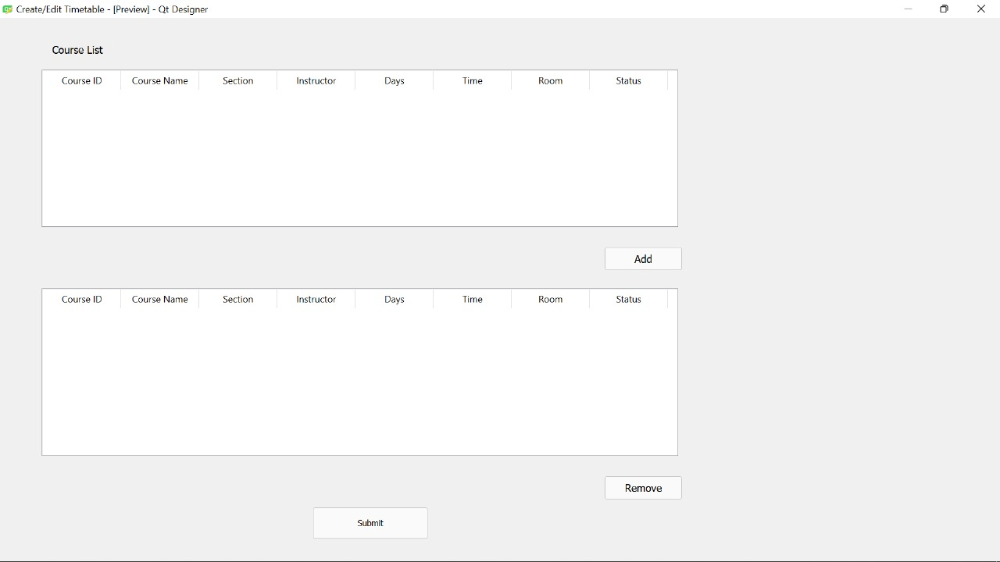 Create/Edit Timetable - [Preview] - Qt Designer
Course List
Course ID Course Name Section Instructor Days Time Room Status
Add
Course ID Course Name Section Instructor Days Time Room Status
Remove
Submit